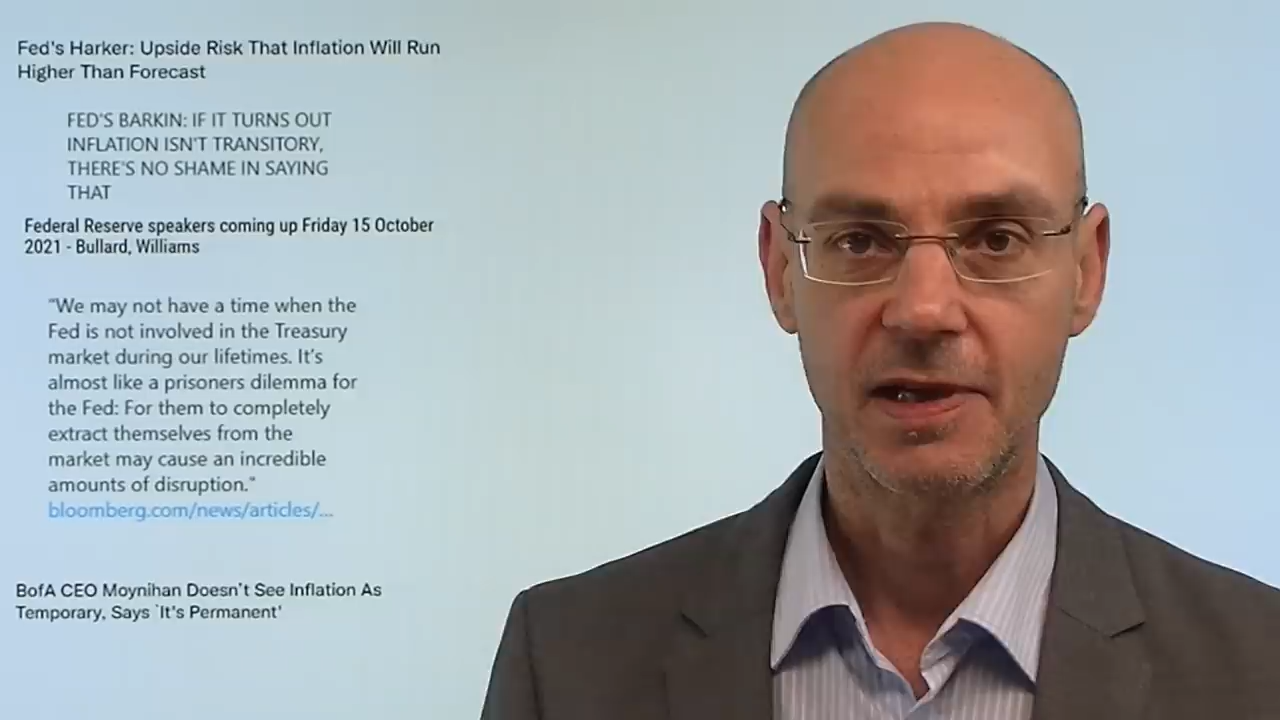 Fed's Harker: Upside Risk That Inflation Will Run
Higher Than Forecast
FED'S BARKIN: IF IT TURNS OUT
INFLATION ISN'T TRANSITORY,
THERE'S NO SHAME IN SAYING
THAT
Federal Reserve speakers coming up Friday 15 October
2021 - Bullard, Williams
"We may not have a time when the
Fed is not involved in the Treasury
market during our lifetimes. It's
almost like a prisoners dilemma for
the Fed: For them to completely
extract themselves from the
market may cause an incredible
amounts of disruption."
bloomberg.com/news/articles/...
BofA CEO Moynihan Doesn't See Inflation As
Temporary, Says `It's Permanent'